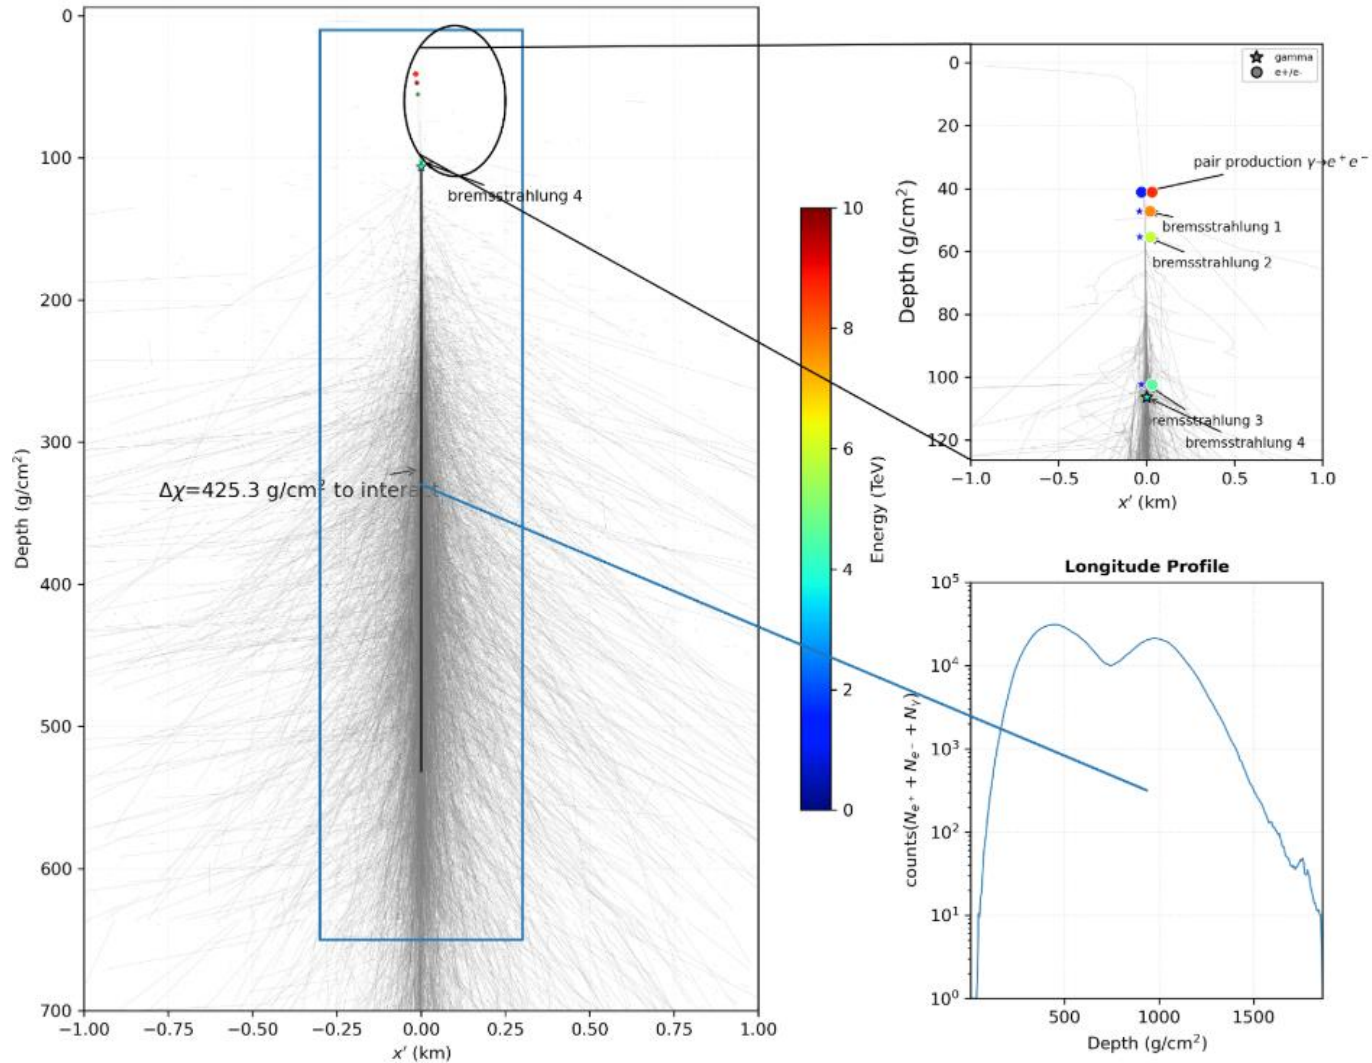 0
100
200
300
400
500
600
700
Depth (g/cm²)
−1.00
−0.75
−0.50
−0.25
0.00
0.25
0.50
0.75
1.00
x′ (km)
bremsstrahlung 4
Δχ=425.3 g/cm² to interact
10
8
6
4
2
0
Energy (TeV)
gamma
e+/e-
0
20
40
60
80
100
120
Depth (g/cm²)
pair production γ→e⁺e⁻
bremsstrahlung 1
bremsstrahlung 2
bremsstrahlung 3
bremsstrahlung 4
−1.0
−0.5
0.0
0.5
1.0
x′ (km)
Longitude Profile
10⁵
10⁴
10³
10²
10¹
10⁰
counts(Nₑ⁺ + Nₑ⁻ + Nᵧ)
500
1000
1500
Depth (g/cm²)